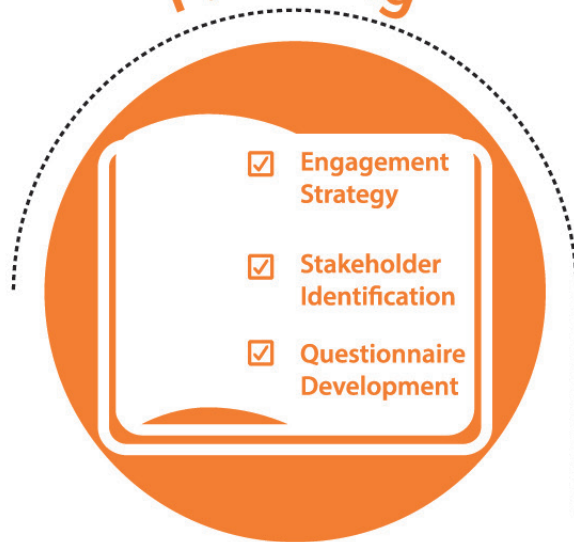 Engagement
Strategy
Stakeholder
Identification
Questionnaire
Development